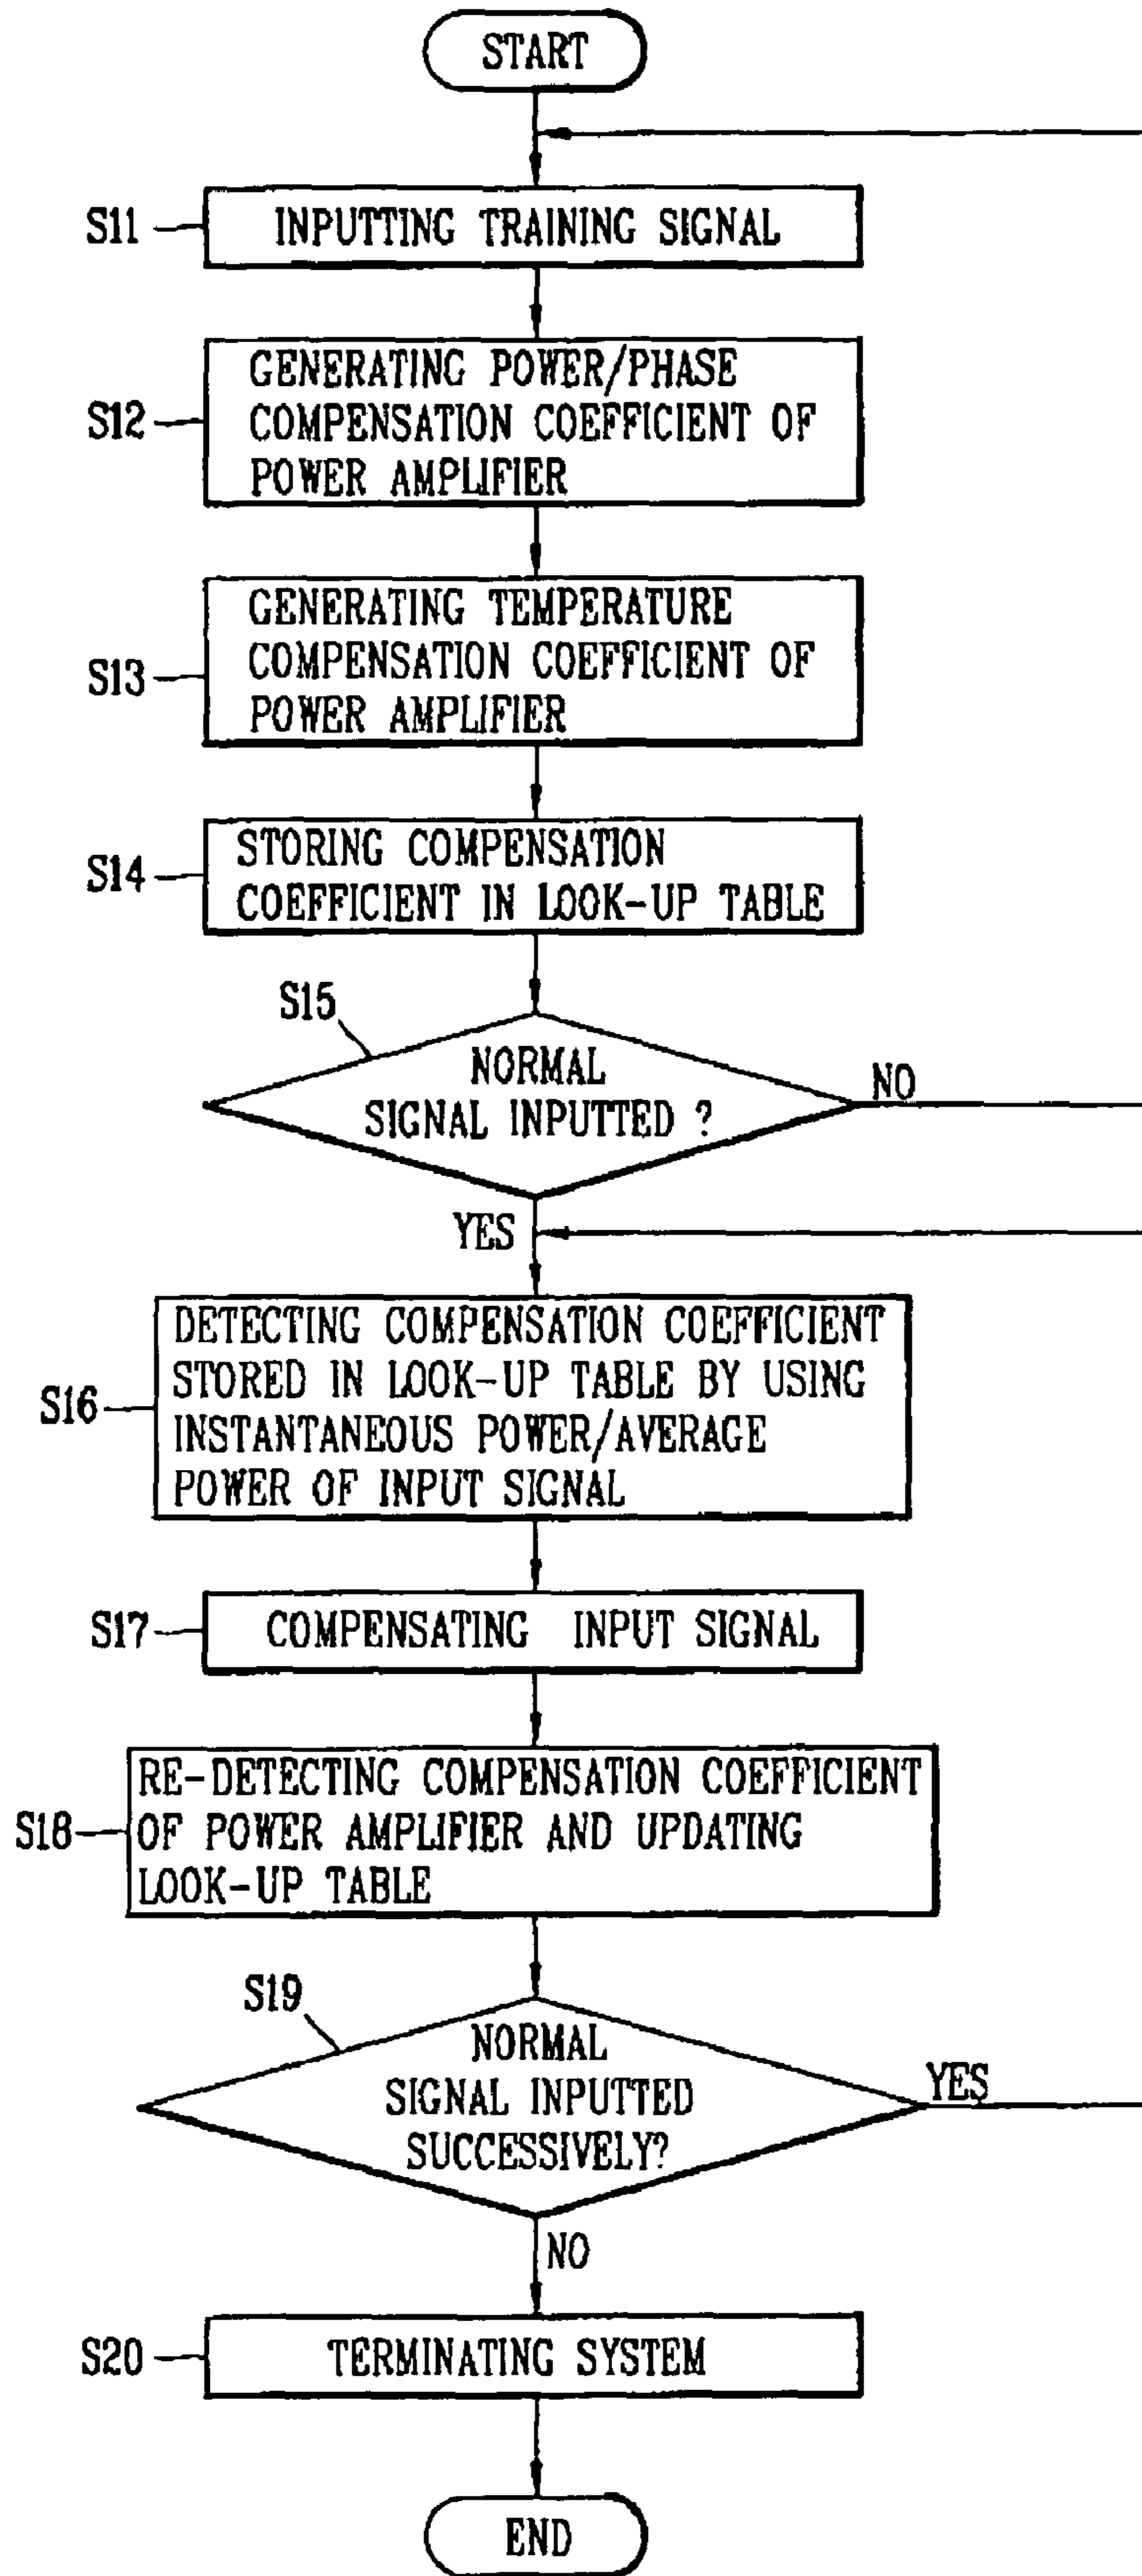 START
S11
INPUTTING TRAINING SIGNAL
S12
GENERATING POWER/PHASE
COMPENSATION COEFFICIENT OF
POWER AMPLIFIER
S13
GENERATING TEMPERATURE
COMPENSATION COEFFICIENT OF
POWER AMPLIFIER
S14
STORING COMPENSATION
COEFFICIENT IN LOOK-UP TABLE
S15
NORMAL
SIGNAL INPUTTED ?
NO
YES
S16
DETECTING COMPENSATION COEFFICIENT
STORED IN LOOK-UP TABLE BY USING
INSTANTANEOUS POWER/AVERAGE
POWER OF INPUT SIGNAL
S17
COMPENSATING INPUT SIGNAL
S18
RE-DETECTING COMPENSATION COEFFICIENT
OF POWER AMPLIFIER AND UPDATING
LOOK-UP TABLE
S19
NORMAL
SIGNAL INPUTTED
SUCCESSIVELY?
YES
NO
S20
TERMINATING SYSTEM
END